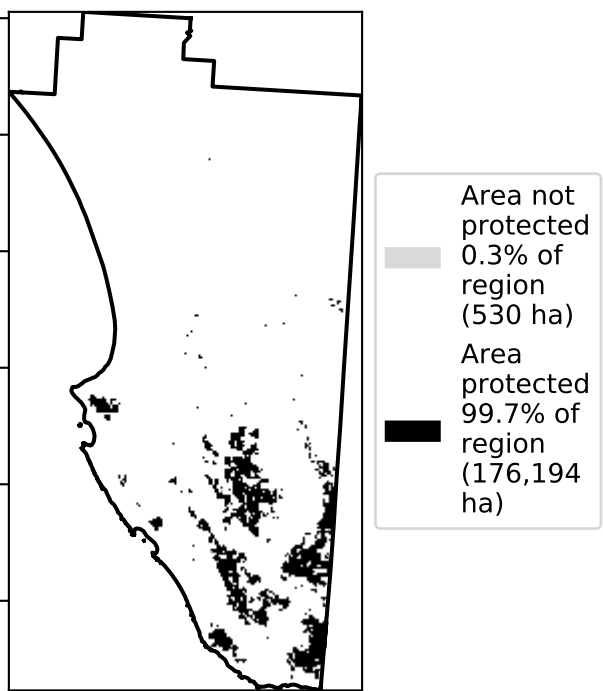 Area not
protected
0.3% of
region
(530 ha)
Area
protected
99.7% of
region
(176,194
ha)